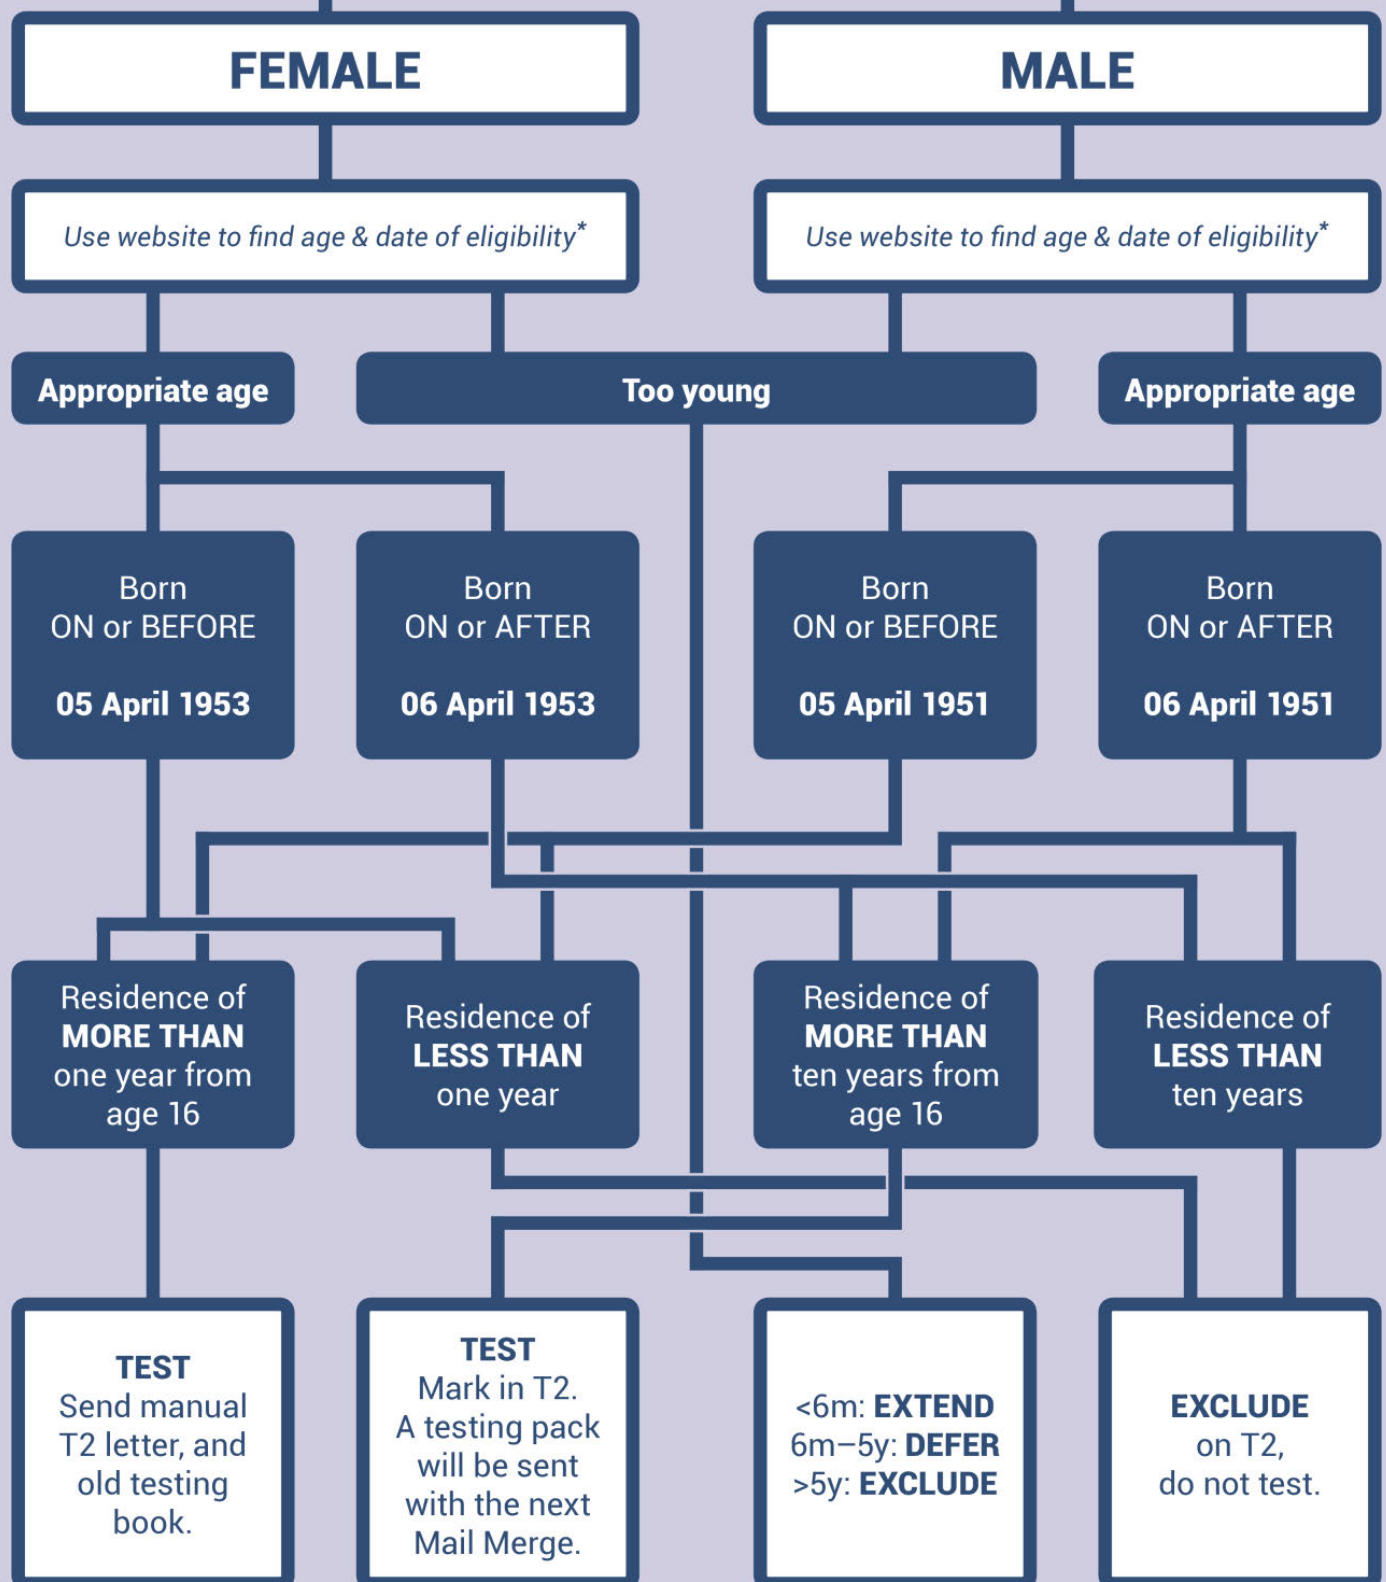 FEMALE
MALE
Use website to find age & date of eligibility*
Use website to find age & date of eligibility*
Appropriate age
Too young
Appropriate age
Born
ON or BEFORE
05 April 1953
Born
ON or AFTER
06 April 1953
Born
ON or BEFORE
05 April 1951
Born
ON or AFTER
06 April 1951
Residence of
MORE THAN
one year from
age 16
Residence of
LESS THAN
one year
Residence of
MORE THAN
ten years from
age 16
Residence of
LESS THAN
ten years
TEST
Send manual
T2 letter, and
old testing
book.
TEST
Mark in T2.
A testing pack
will be sent
with the next
Mail Merge.
<6m: EXTEND
6m–5y: DEFER
>5y: EXCLUDE
EXCLUDE
on T2,
do not test.